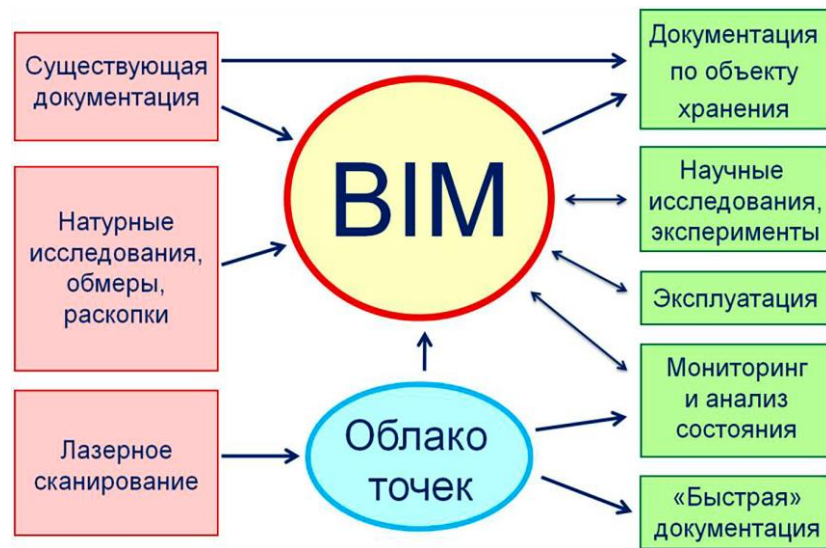 Существующая
документация
Натурные
исследования,
обмеры,
раскопки
Лазерное
сканирование
BIM
Облако
точек
Документация
по объекту
хранения
Научные
исследования,
эксперименты
Эксплуатация
Мониторинг
и анализ
состояния
«Быстрая»
документация